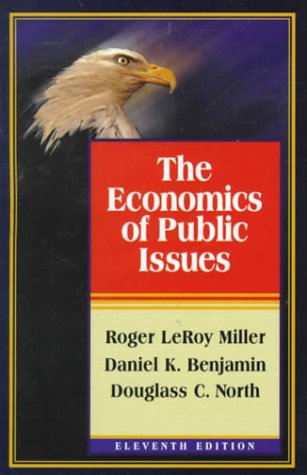 The
Economics
of Public
Issues
Roger LeRoy Miller
Daniel K. Benjamin
Douglass C. North
ELEVENTH EDITION